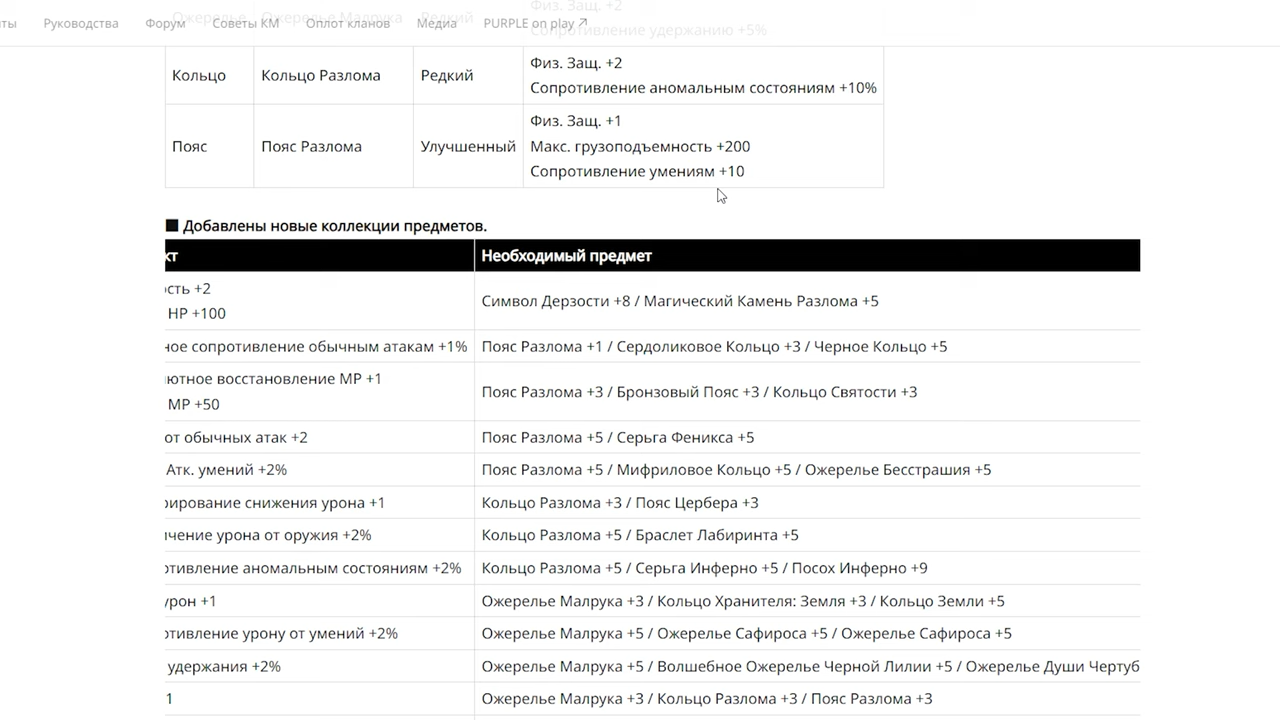 ты Руководства Форум Советы КМ Оплот кланов Медиа PURPLE on play ↗
Ожерелье Ожерелье Малрука Редкий
Физ. Защ. +2
Сопротивление удержанию +5%
Кольцо Кольцо Разлома Редкий
Физ. Защ. +2
Сопротивление аномальным состояниям +10%
Пояс Пояс Разлома Улучшенный
Физ. Защ. +1
Макс. грузоподъемность +200
Сопротивление умениям +10
■ Добавлены новые коллекции предметов.
кт Необходимый предмет
ость +2
HP +100
Символ Дерзости +8 / Магический Камень Разлома +5
ное сопротивление обычным атакам +1% Пояс Разлома +1 / Сердоликовое Кольцо +3 / Черное Кольцо +5
ютное восстановление MP +1
MP +50
Пояс Разлома +3 / Бронзовый Пояс +3 / Кольцо Святости +3
от обычных атак +2 Пояс Разлома +5 / Серьга Феникса +5
Атк. умений +2% Пояс Разлома +5 / Мифриловое Кольцо +5 / Ожерелье Бесстрашия +5
рирование снижения урона +1 Кольцо Разлома +3 / Пояс Цербера +3
ичение урона от оружия +2% Кольцо Разлома +5 / Браслет Лабиринта +5
отивление аномальным состояниям +2% Кольцо Разлома +5 / Серьга Инферно +5 / Посох Инферно +9
урон +1 Ожерелье Малрука +3 / Кольцо Хранителя: Земля +3 / Кольцо Земли +5
отивление урону от умений +2% Ожерелье Малрука +5 / Ожерелье Сафироса +5 / Ожерелье Сафироса +5
удержания +2% Ожерелье Малрука +5 / Волшебное Ожерелье Черной Лилии +5 / Ожерелье Души Чертуб
1 Ожерелье Малрука +3 / Кольцо Разлома +3 / Пояс Разлома +3